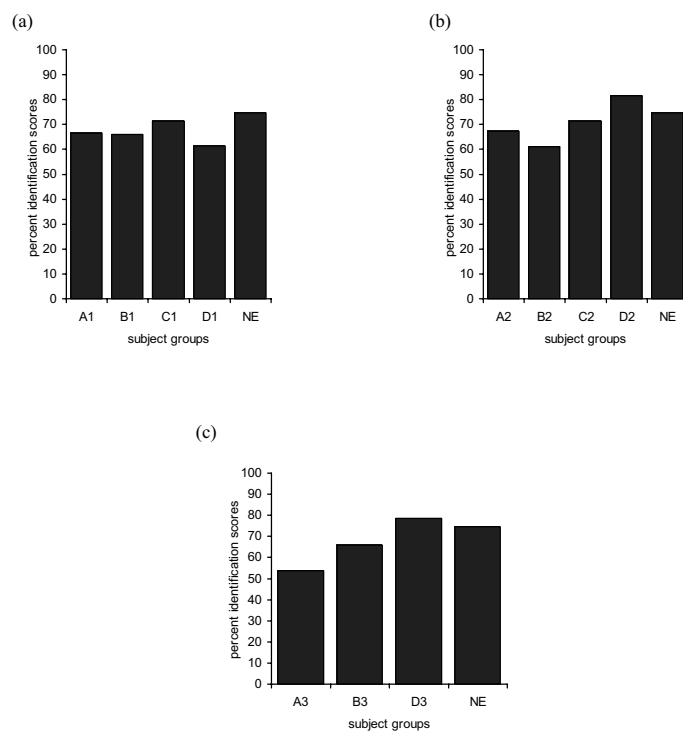 (a)
100
90
80
70
60
50
40
30
20
10
0
percent identification scores
A1 B1 C1 D1 NE
subject groups
(b)
100
90
80
70
60
50
40
30
20
10
0
percent identification scores
A2 B2 C2 D2 NE
subject groups
(c)
100
90
80
70
60
50
40
30
20
10
0
percent identification scores
A3 B3 D3 NE
subject groups